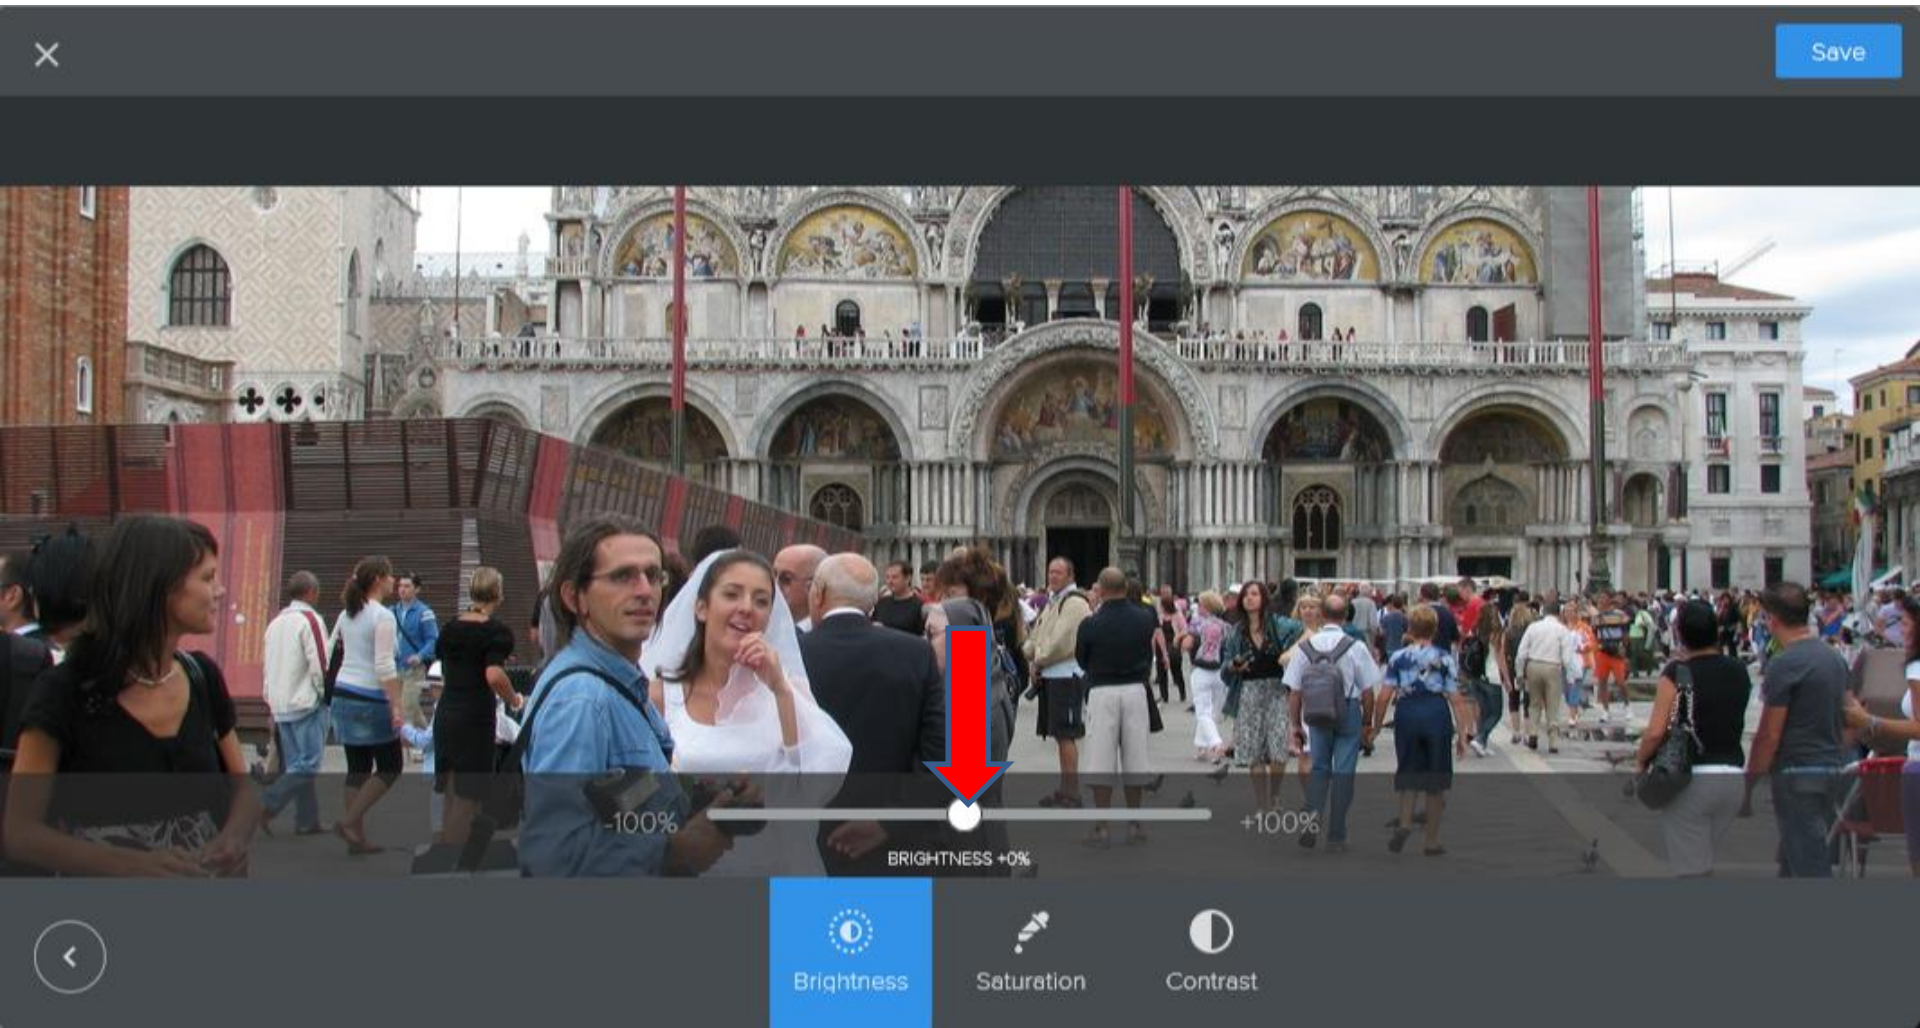 Save
-100%
+100%
BRIGHTNESS +0%
Brightness
Saturation
Contrast